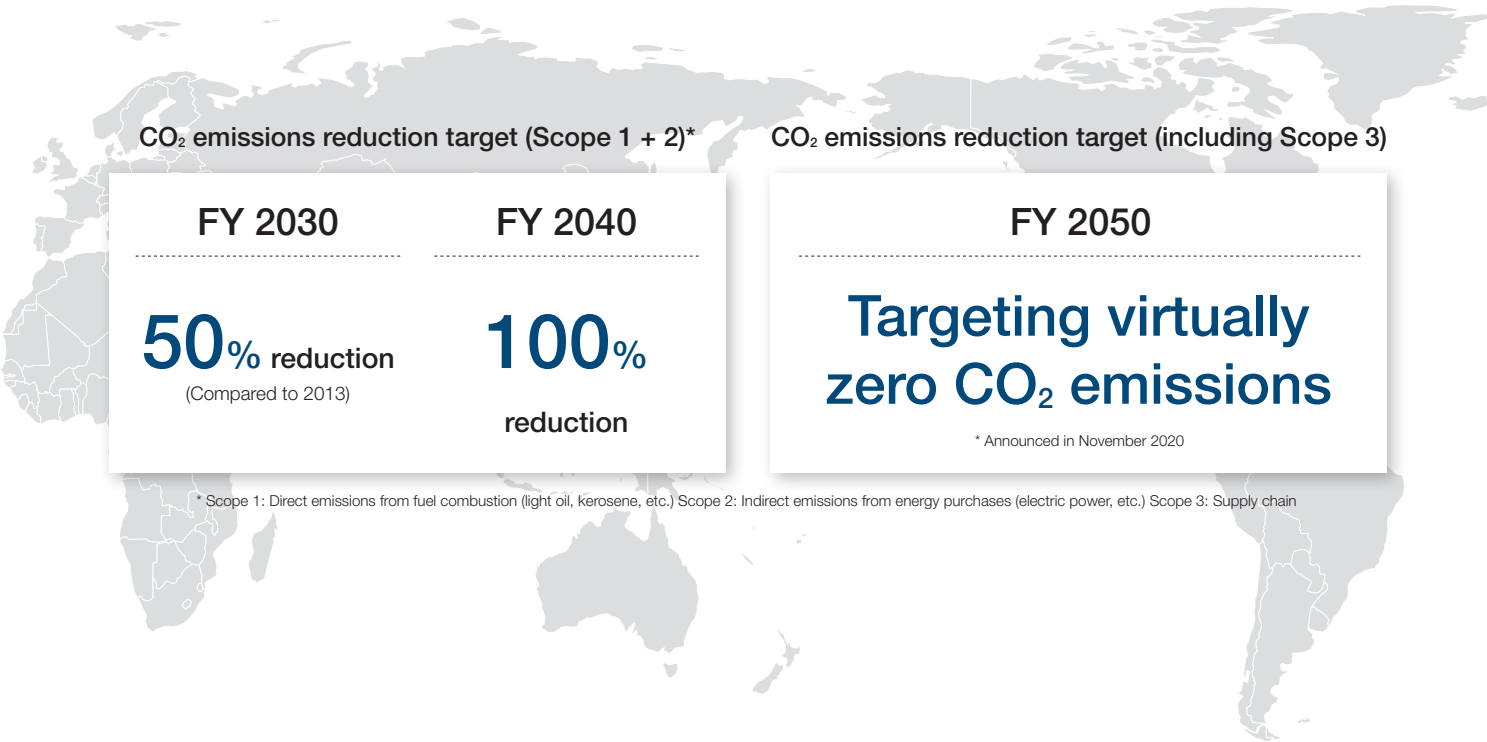 CO₂ emissions reduction target (Scope 1 + 2)*
FY 2030
50% reduction
(Compared to 2013)
FY 2040
100%
reduction
CO₂ emissions reduction target (including Scope 3)
FY 2050
Targeting virtually
zero CO₂ emissions
* Announced in November 2020
* Scope 1: Direct emissions from fuel combustion (light oil, kerosene, etc.) Scope 2: Indirect emissions from energy purchases (electric power, etc.) Scope 3: Supply chain